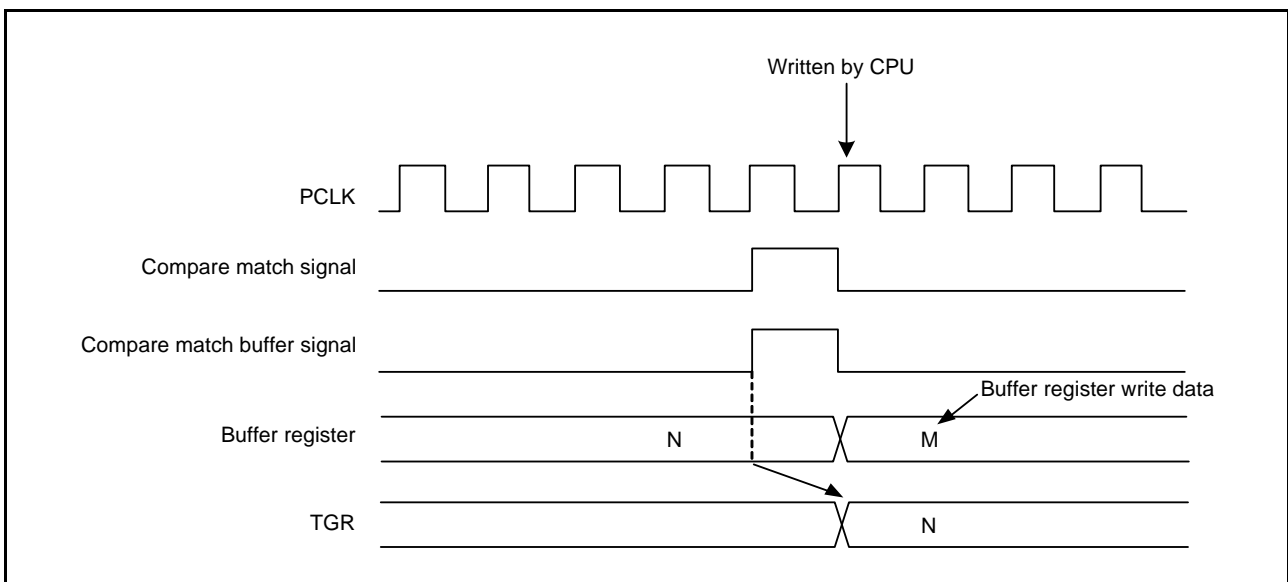 Written by CPU
PCLK
Compare match signal
Compare match buffer signal
Buffer register write data
Buffer register
N
M
TGR
N